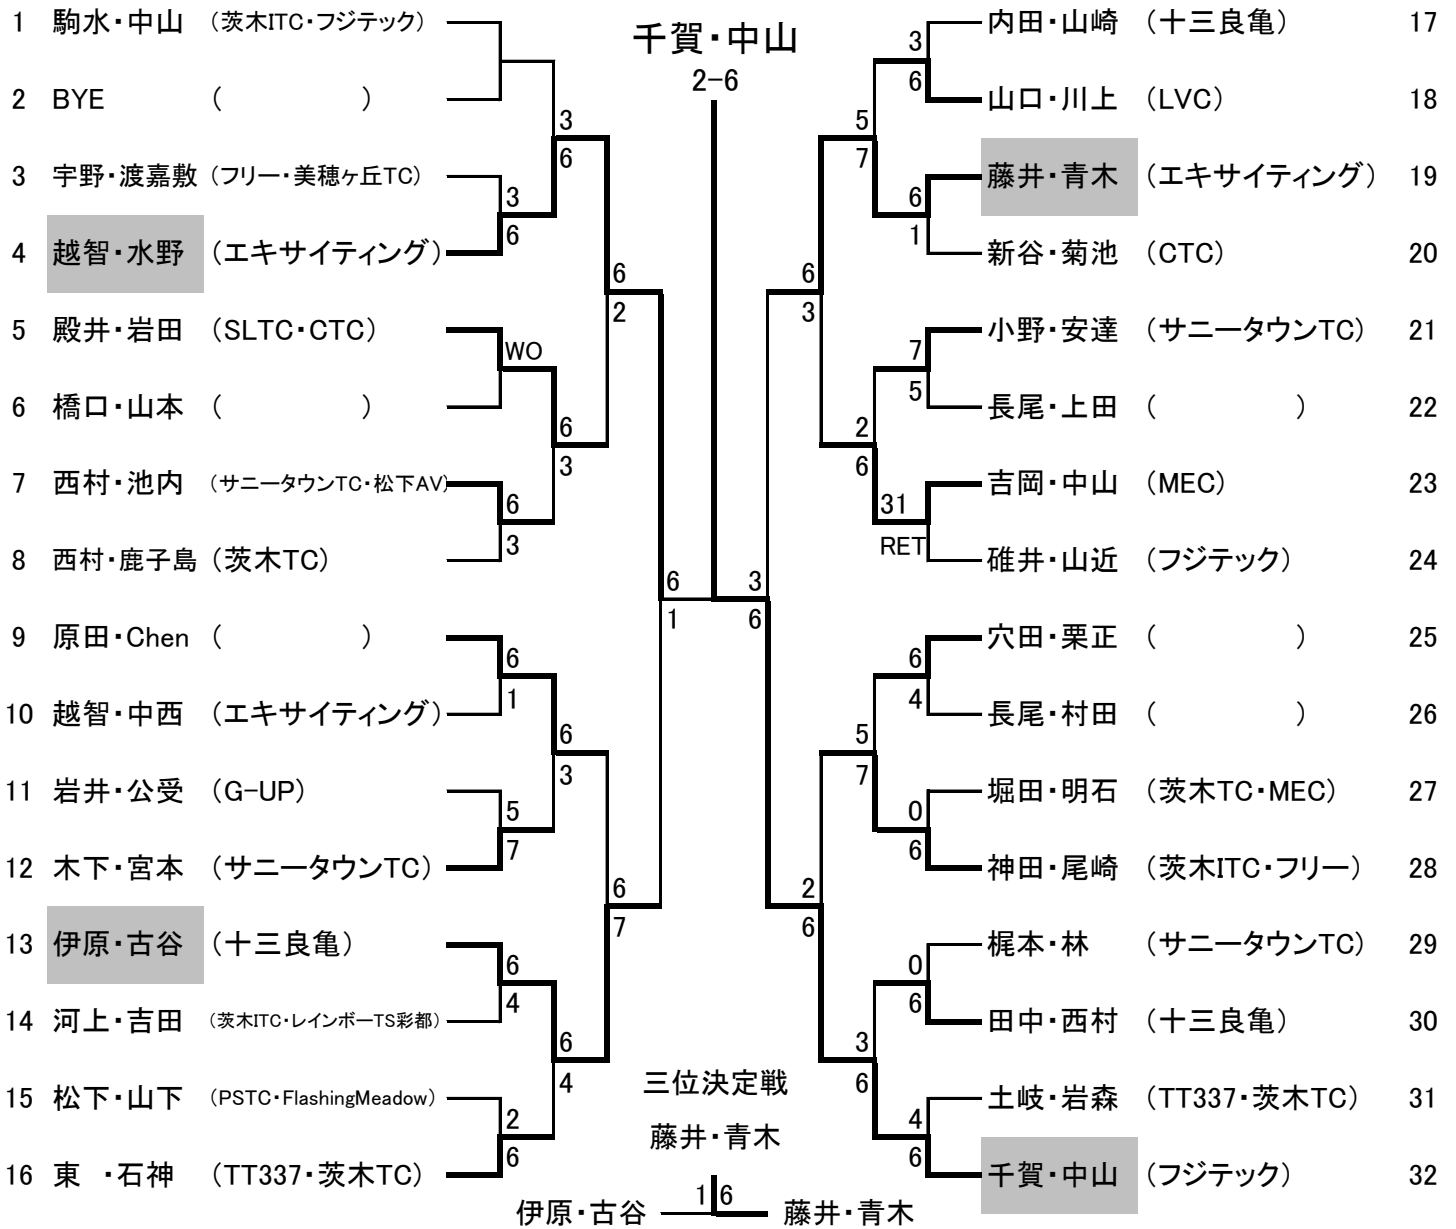 千賀・中山
2-6
1 駒水・中山 (茨木ITC・フジテック)
2 BYE ( )
3
6
3 宇野・渡嘉敷 (フリー・美穂ヶ丘TC)
3
6
4 越智・水野 (エキサイティング)
6
2
5 殿井・岩田 (SLTC・CTC)
WO
6 橋口・山本 ( )
6
3
7 西村・池内 (サニータウンTC・松下AV)
6
3
8 西村・鹿子島 (茨木TC)
6
1
9 原田・Chen ( )
6
1
10 越智・中西 (エキサイティング)
6
3
11 岩井・公受 (G-UP)
5
7
12 木下・宮本 (サニータウンTC)
6
7
13 伊原・古谷 (十三良亀)
6
4
14 河上・吉田 (茨木ITC・レインボーTS彩都)
6
4
15 松下・山下 (PSTC・FlashingMeadow)
2
6
16 東 ・石神 (TT337・茨木TC)
内田・山崎 (十三良亀) 17
3
6
山口・川上 (LVC) 18
5
7
藤井・青木 (エキサイティング) 19
6
1
新谷・菊池 (CTC) 20
6
3
小野・安達 (サニータウンTC) 21
7
5
長尾・上田 ( ) 22
2
6
吉岡・中山 (MEC) 23
31
RET
碓井・山近 (フジテック) 24
3
6
穴田・栗正 ( ) 25
6
4
長尾・村田 ( ) 26
5
7
堀田・明石 (茨木TC・MEC) 27
0
6
神田・尾崎 (茨木ITC・フリー) 28
2
6
梶本・林 (サニータウンTC) 29
0
6
田中・西村 (十三良亀) 30
3
6
土岐・岩森 (TT337・茨木TC) 31
4
6
千賀・中山 (フジテック) 32
三位決定戦
藤井・青木
1 6
伊原・古谷 藤井・青木